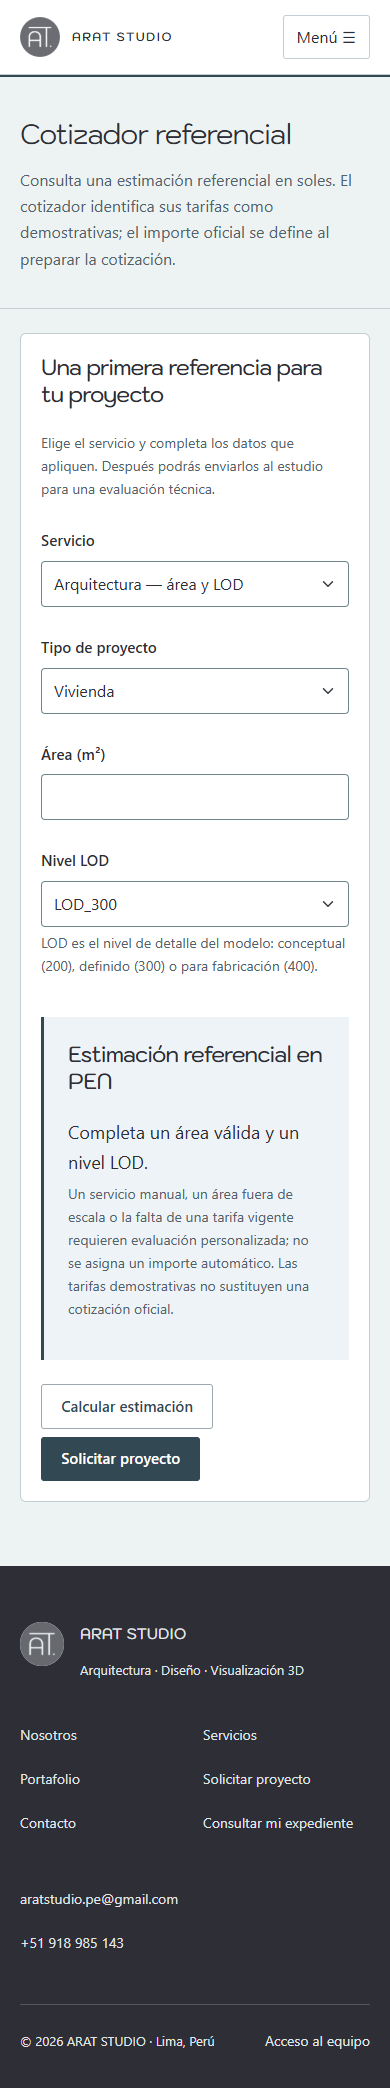 AT.
ARAT STUDIO
Menú ☰
Cotizador referencial
Consulta una estimación referencial en soles. El
cotizador identifica sus tarifas como
demostrativas; el importe oficial se define al
preparar la cotización.
Una primera referencia para
tu proyecto
Elige el servicio y completa los datos que
apliquen. Después podrás enviarlos al estudio
para una evaluación técnica.
Servicio
Arquitectura — área y LOD
Tipo de proyecto
Vivienda
Área (m²)
Nivel LOD
LOD_300
LOD es el nivel de detalle del modelo: conceptual
(200), definido (300) o para fabricación (400).
Estimación referencial en
PEN
Completa un área válida y un
nivel LOD.
Un servicio manual, un área fuera de
escala o la falta de una tarifa vigente
requieren evaluación personalizada; no
se asigna un importe automático. Las
tarifas demostrativas no sustituyen una
cotización oficial.
Calcular estimación
Solicitar proyecto
AT.
ARAT STUDIO
Arquitectura · Diseño · Visualización 3D
Nosotros
Servicios
Portafolio
Solicitar proyecto
Contacto
Consultar mi expediente
aratstudio.pe@gmail.com
+51 918 985 143
© 2026 ARAT STUDIO · Lima, Perú
Acceso al equipo